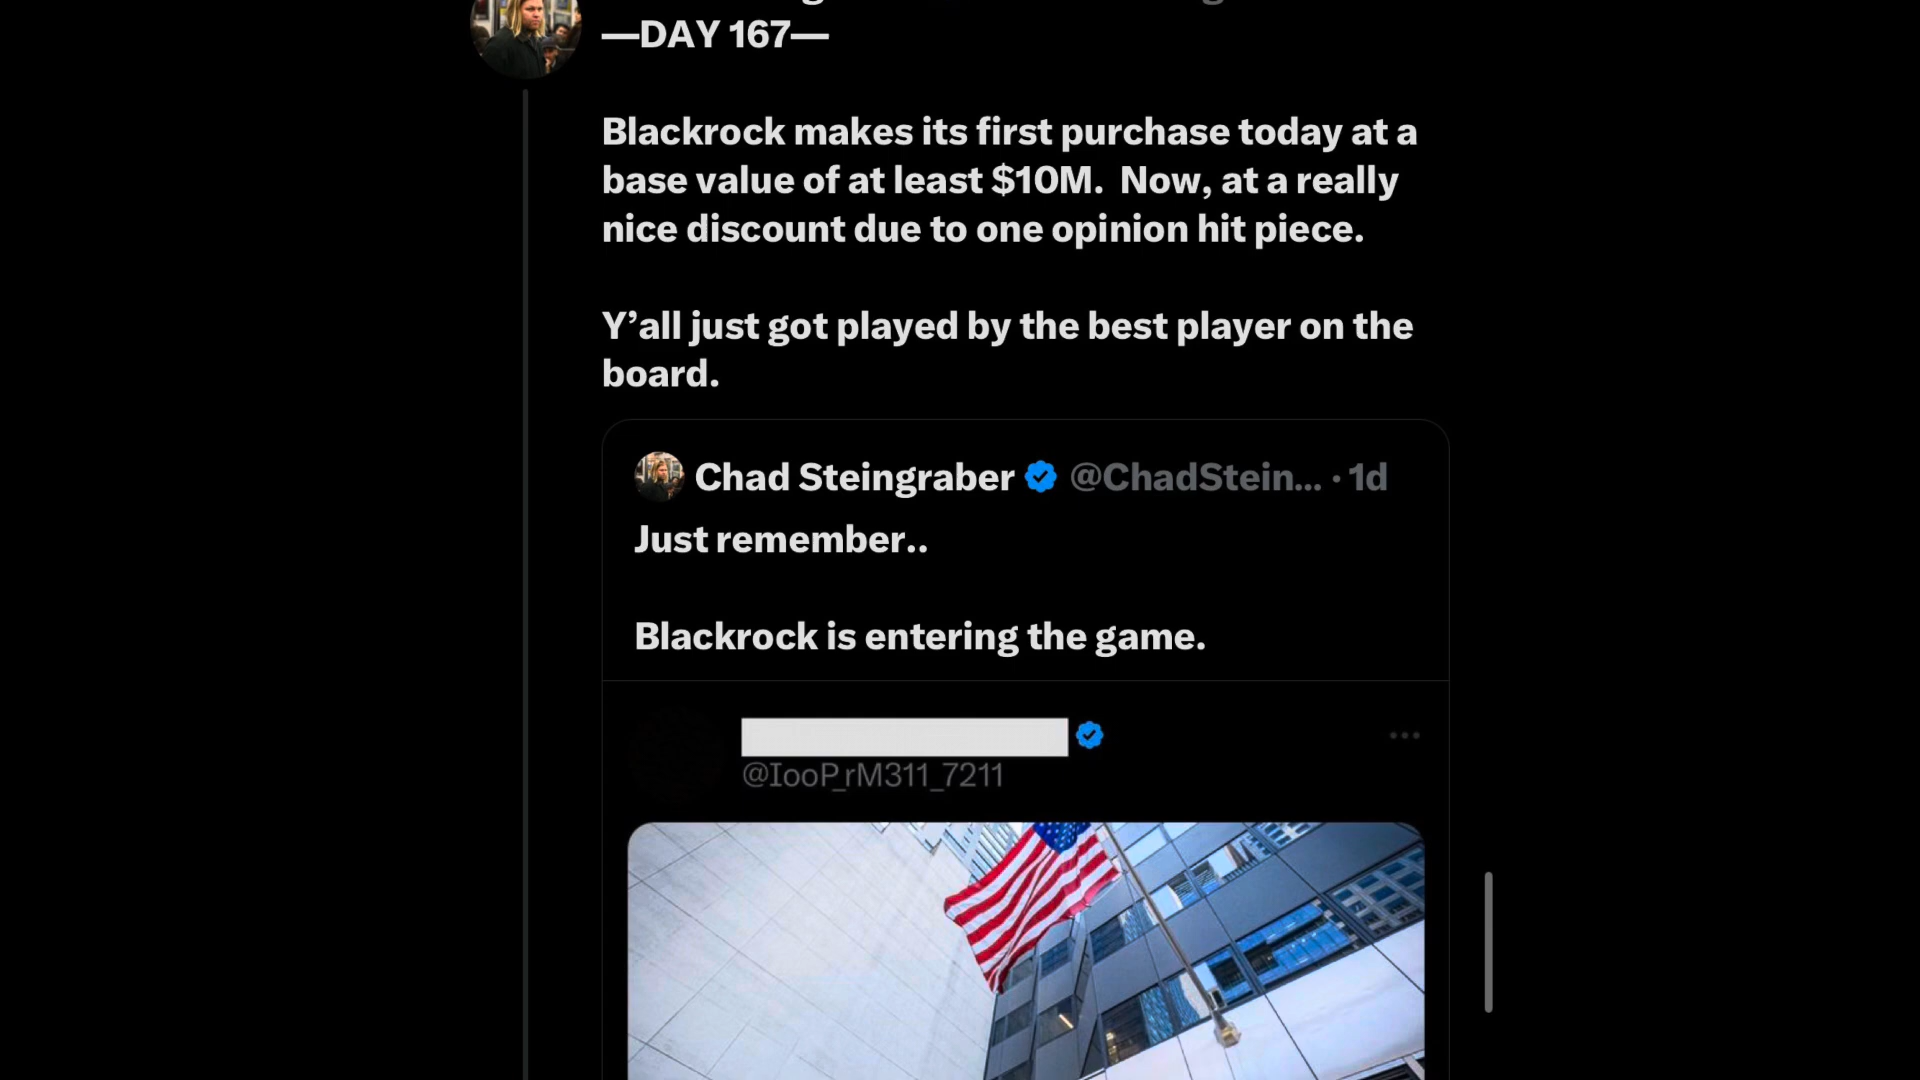 —DAY 167—
Blackrock makes its first purchase today at a
base value of at least $10M.  Now, at a really
nice discount due to one opinion hit piece.
Y’all just got played by the best player on the
board.
Chad Steingraber @ChadStein... · 1d
Just remember..
Blackrock is entering the game.
@IooP_rM311_7211